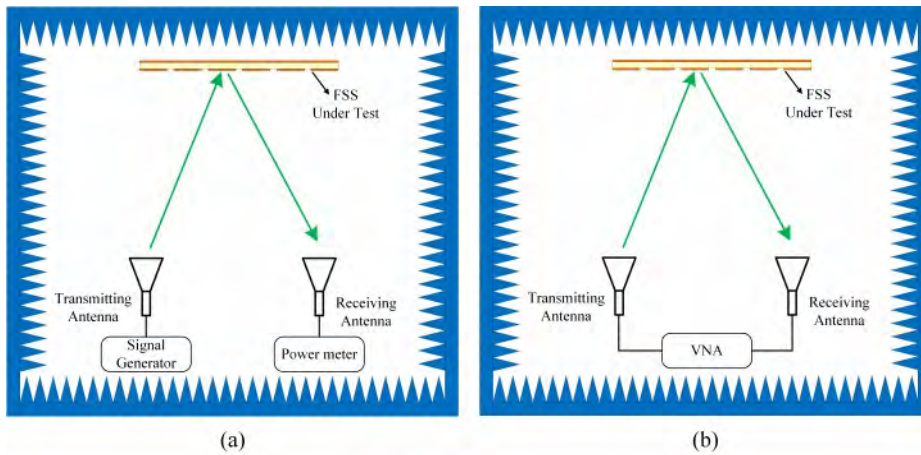 FSS
Under Test
Transmitting
Antenna
Receiving
Antenna
Signal
Generator
Power meter
(a)
FSS
Under Test
Transmitting
Antenna
Receiving
Antenna
VNA
(b)